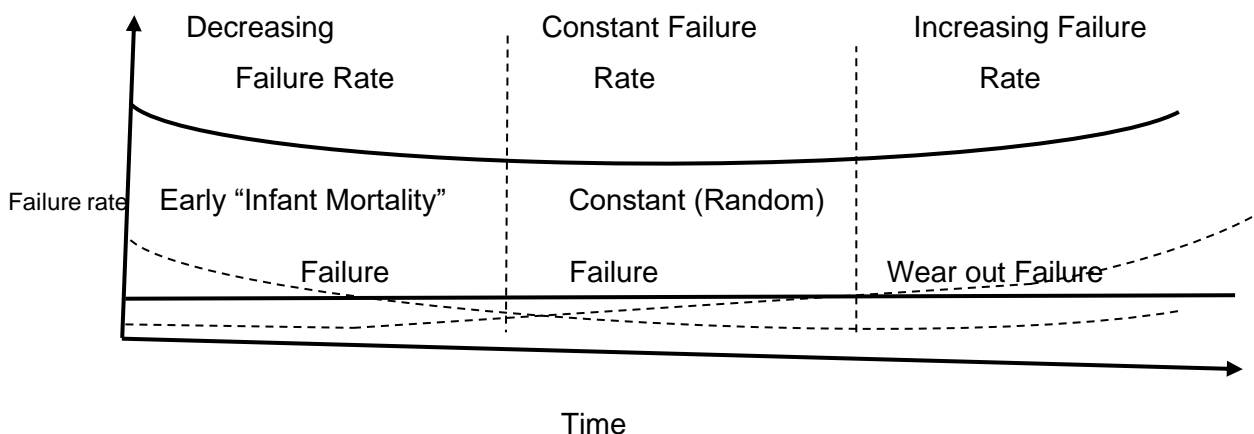 Decreasing Constant Failure Increasing Failure
Failure Rate Rate Rate
Failure rate Early “Infant Mortality” Constant (Random)
Failure Failure Wear out Failure
Time